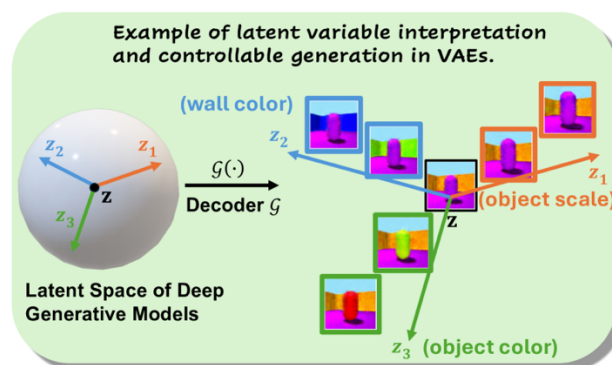 Example of latent variable interpretation
and controllable generation in VAEs.
(wall color)
z₂
z₁
z₂
z
z₃
𝒢(·)
Decoder 𝒢
z₁
(object scale)
z
Latent Space of Deep
Generative Models
z₃ (object color)